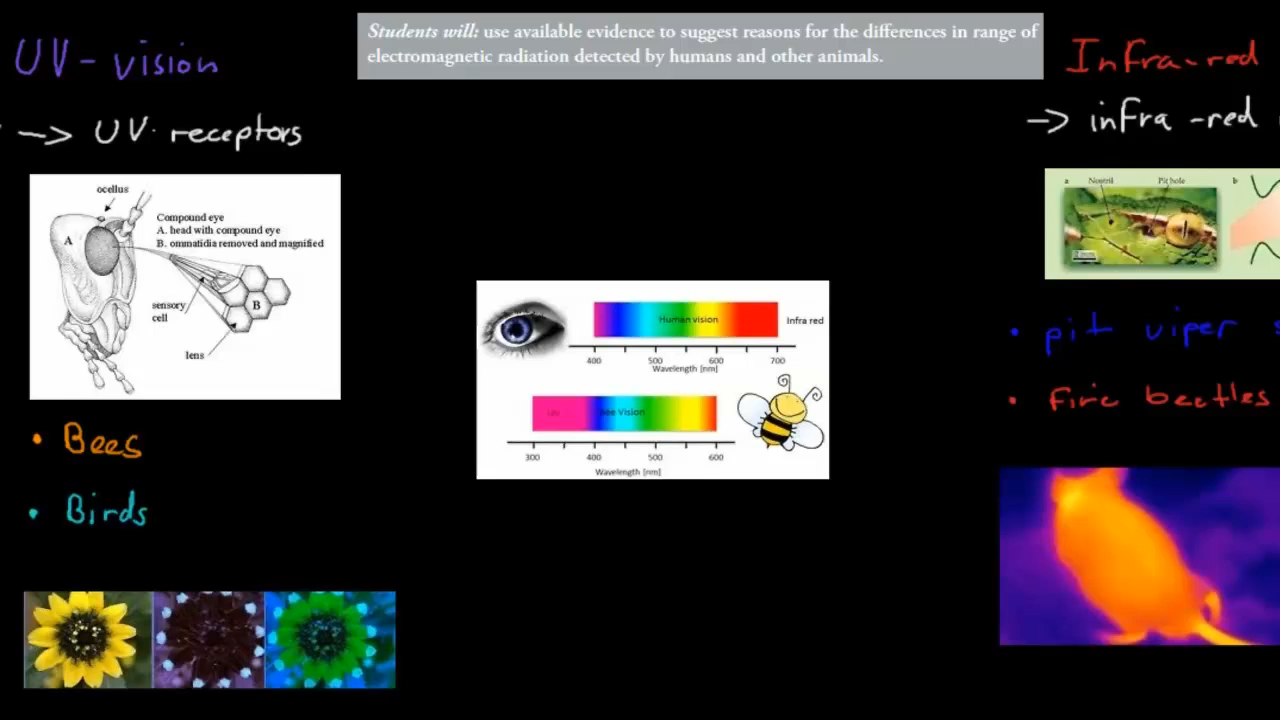 UV-vision
Students will: use available evidence to suggest reasons for the differences in range of
electromagnetic radiation detected by humans and other animals.
Infra-red
-> UV receptors
-> infra-red
ocellus
A
Compound eye
A. head with compound eye
B. ommatidia removed and magnified
sensory
cell
B
lens
• Bees
• Birds
Human vision
Infra red
400 500 600 700
Wavelength [nm]
Bee Vision
300 400 500 600
Wavelength [nm]
a Nostril Pit hole b
• pit viper
• fire beetles